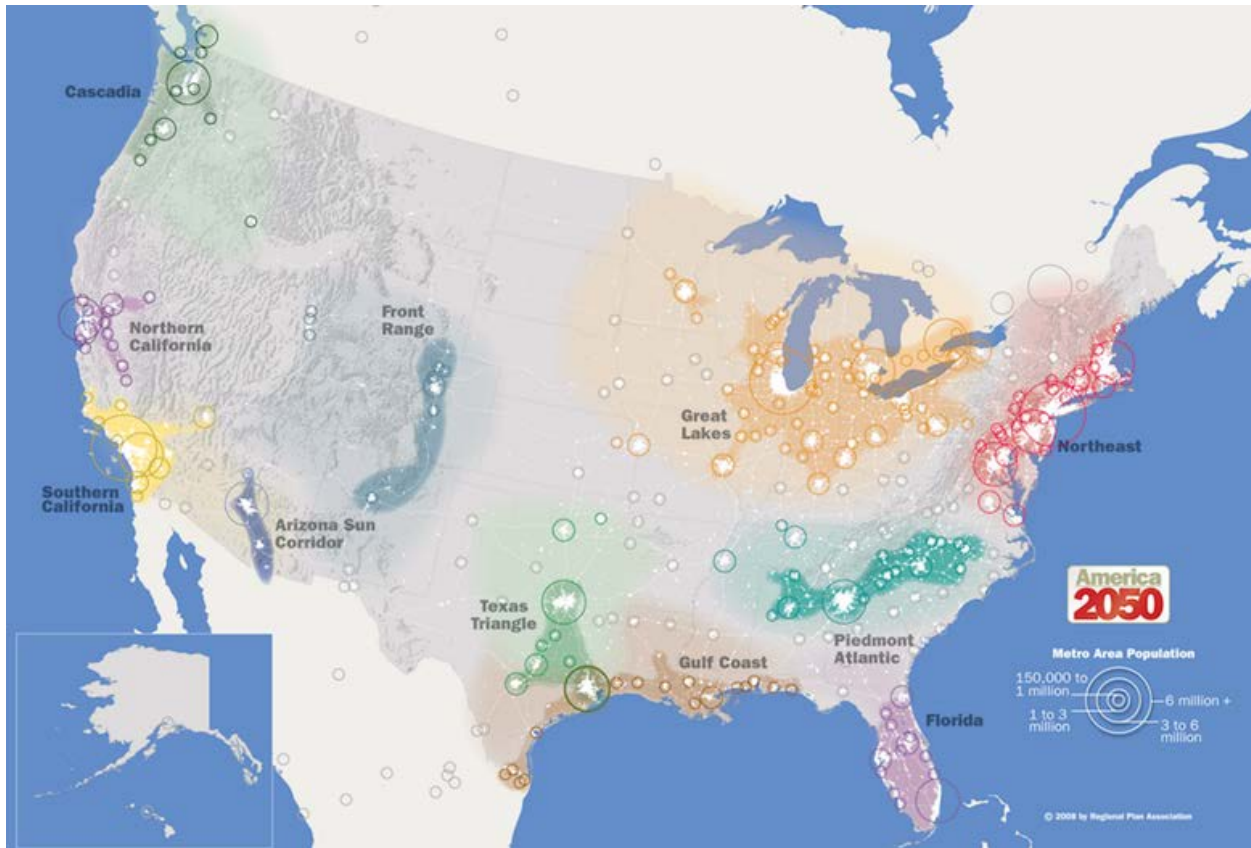 Cascadia
Northern
California
Front
Range
Great
Lakes
Northeast
Southern
California
Arizona Sun
Corridor
Texas
Triangle
Gulf Coast
Piedmont
Atlantic
Florida
America
2050
Metro Area Population
150,000 to
1 million
1 to 3
million
6 million +
3 to 6
million
© 2008 by Regional Plan Association